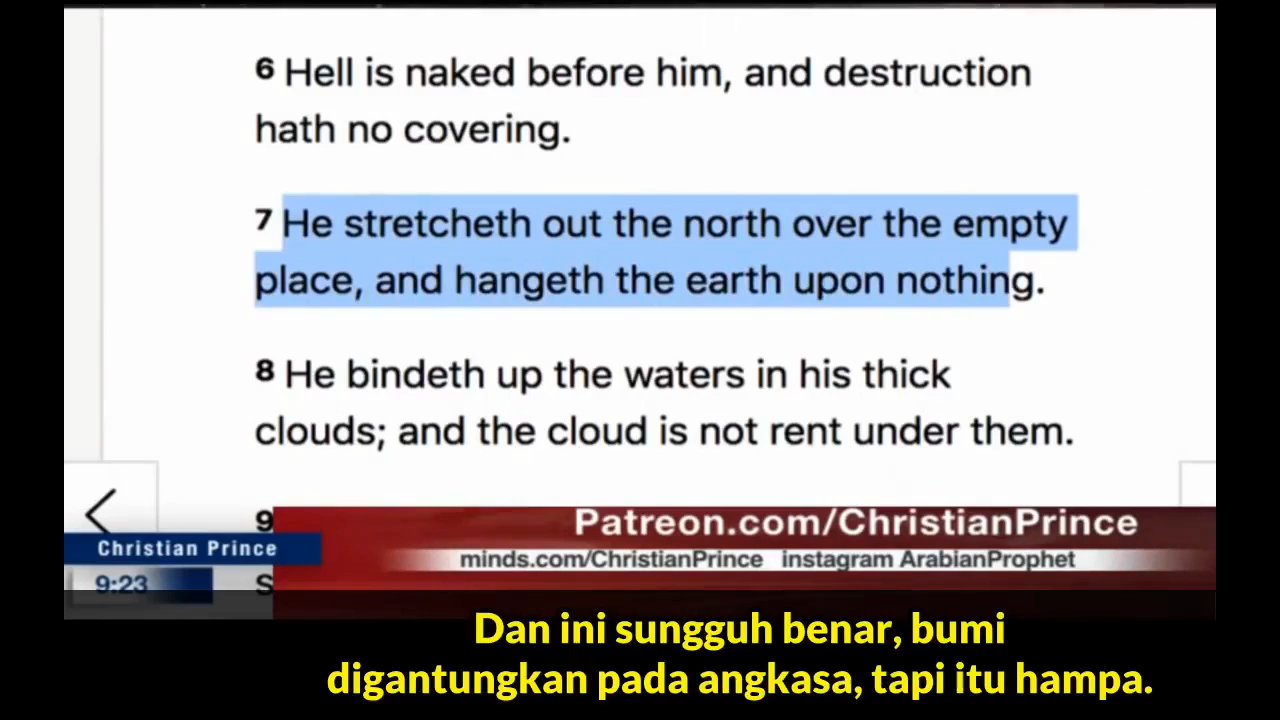 6 Hell is naked before him, and destruction
hath no covering.
7 He stretcheth out the north over the empty
place, and hangeth the earth upon nothing.
8 He bindeth up the waters in his thick
clouds; and the cloud is not rent under them.
9
Patreon.com/ChristianPrince
Christian Prince
minds.com/ChristianPrince instagram ArabianProphet
9:23
S
Dan ini sungguh benar, bumi
digantungkan pada angkasa, tapi itu hampa.